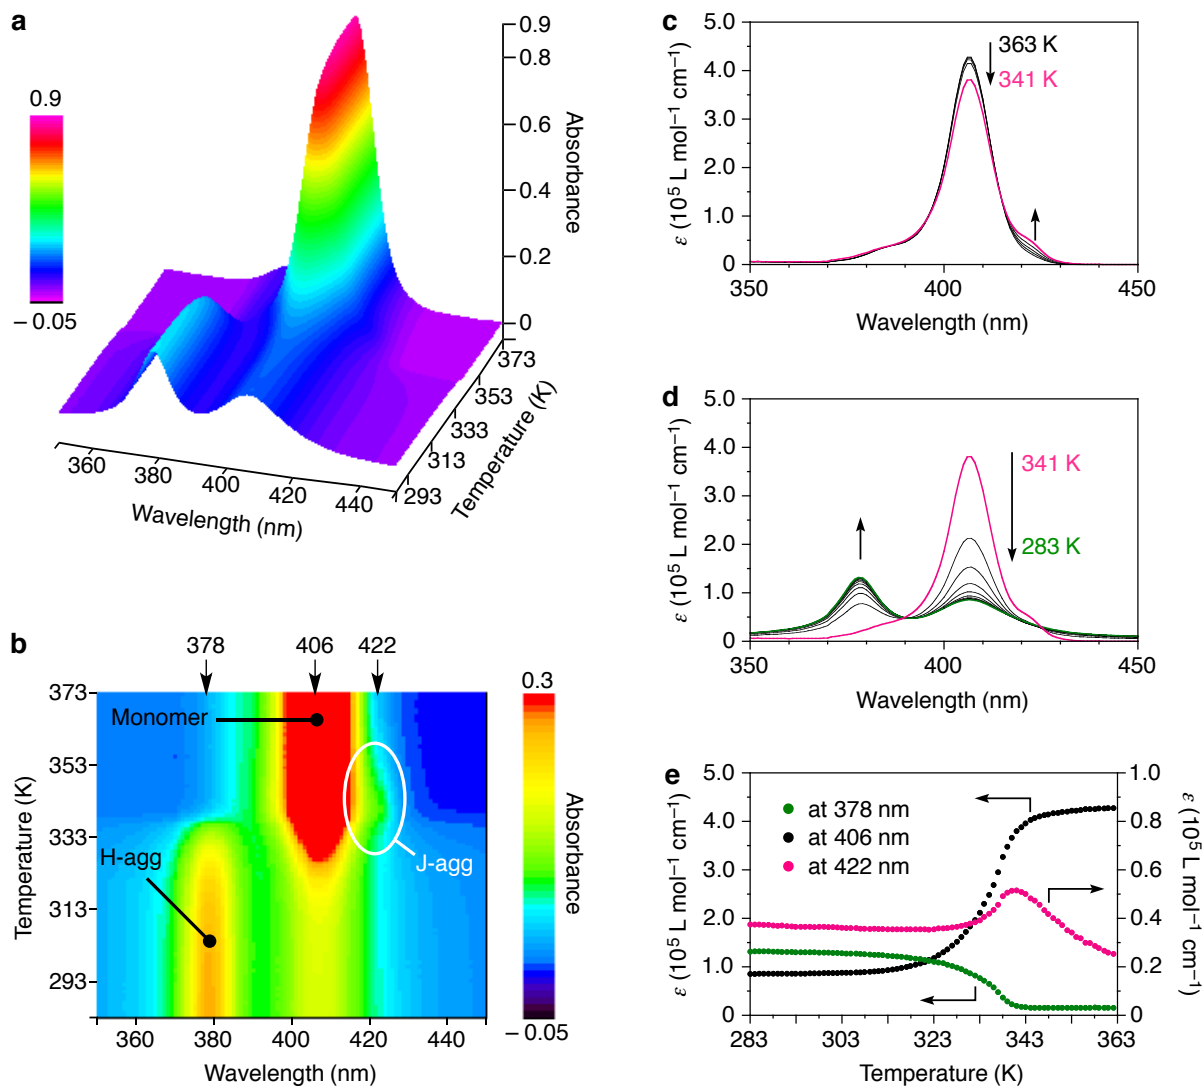 a
0.9
– 0.05
0.9
0.8
0.6
0.4
0.2
0
Absorbance
373
353
333
313
293
Temperature (K)
360
380
400
420
440
Wavelength (nm)
b
378
406
422
373
353
333
313
293
Temperature (K)
Monomer
H-agg
J-agg
360
380
400
420
440
Wavelength (nm)
0.3
– 0.05
Absorbance
c
5.0
4.0
3.0
2.0
1.0
0
ε (10⁵ L mol⁻¹ cm⁻¹)
363 K
341 K
350
400
450
Wavelength (nm)
d
5.0
4.0
3.0
2.0
1.0
0
ε (10⁵ L mol⁻¹ cm⁻¹)
341 K
283 K
350
400
450
Wavelength (nm)
e
5.0
4.0
3.0
2.0
1.0
0
ε (10⁵ L mol⁻¹ cm⁻¹)
at 378 nm
at 406 nm
at 422 nm
1.0
0.8
0.6
0.4
0.2
0
ε (10⁵ L mol⁻¹ cm⁻¹)
283
303
323
343
363
Temperature (K)